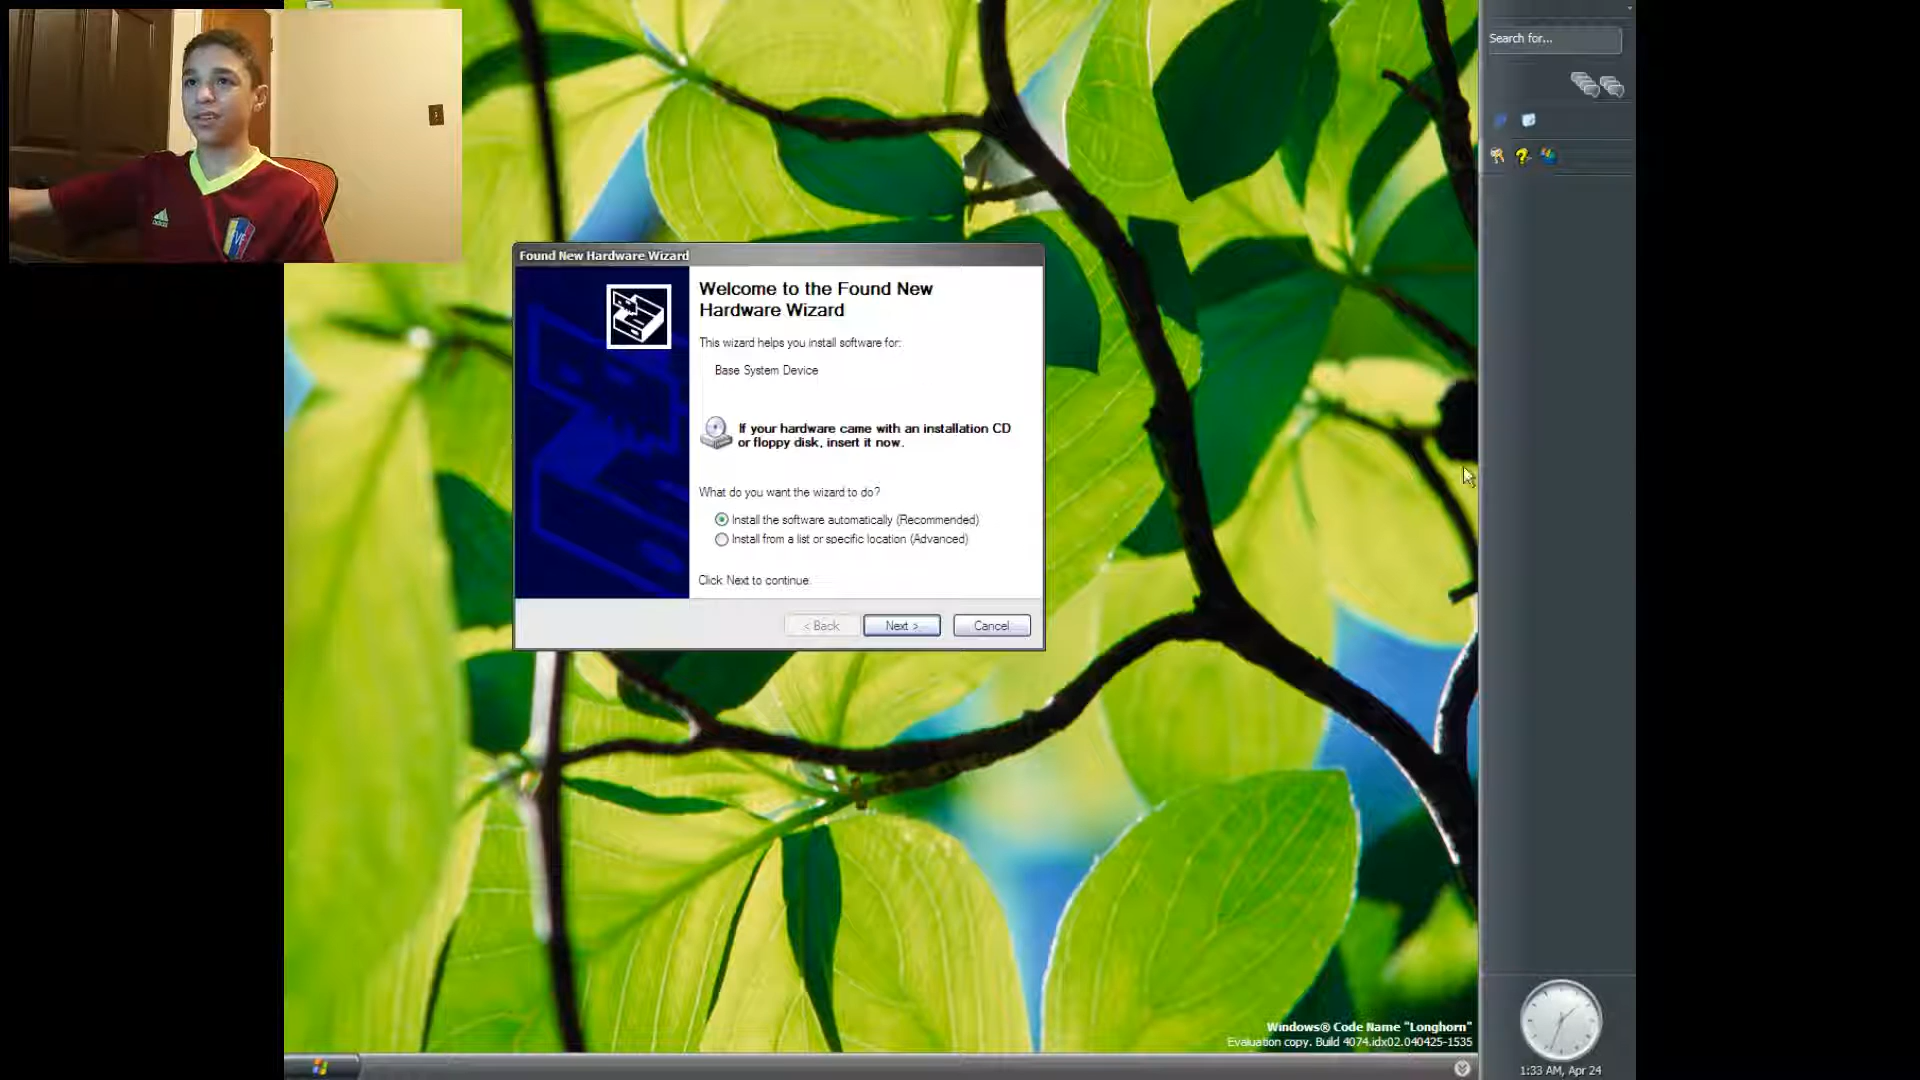 Search for...
adidas
FVF
Found New Hardware Wizard
Welcome to the Found New
Hardware Wizard
This wizard helps you install software for:
Base System Device
If your hardware came with an installation CD
or floppy disk, insert it now.
What do you want the wizard to do?
Install the software automatically (Recommended)
Install from a list or specific location (Advanced)
Click Next to continue.
< Back
Next >
Cancel
Windows® Code Name "Longhorn"
Evaluation copy. Build 4074.idx02.040425-1535
1:33 AM, Apr 24